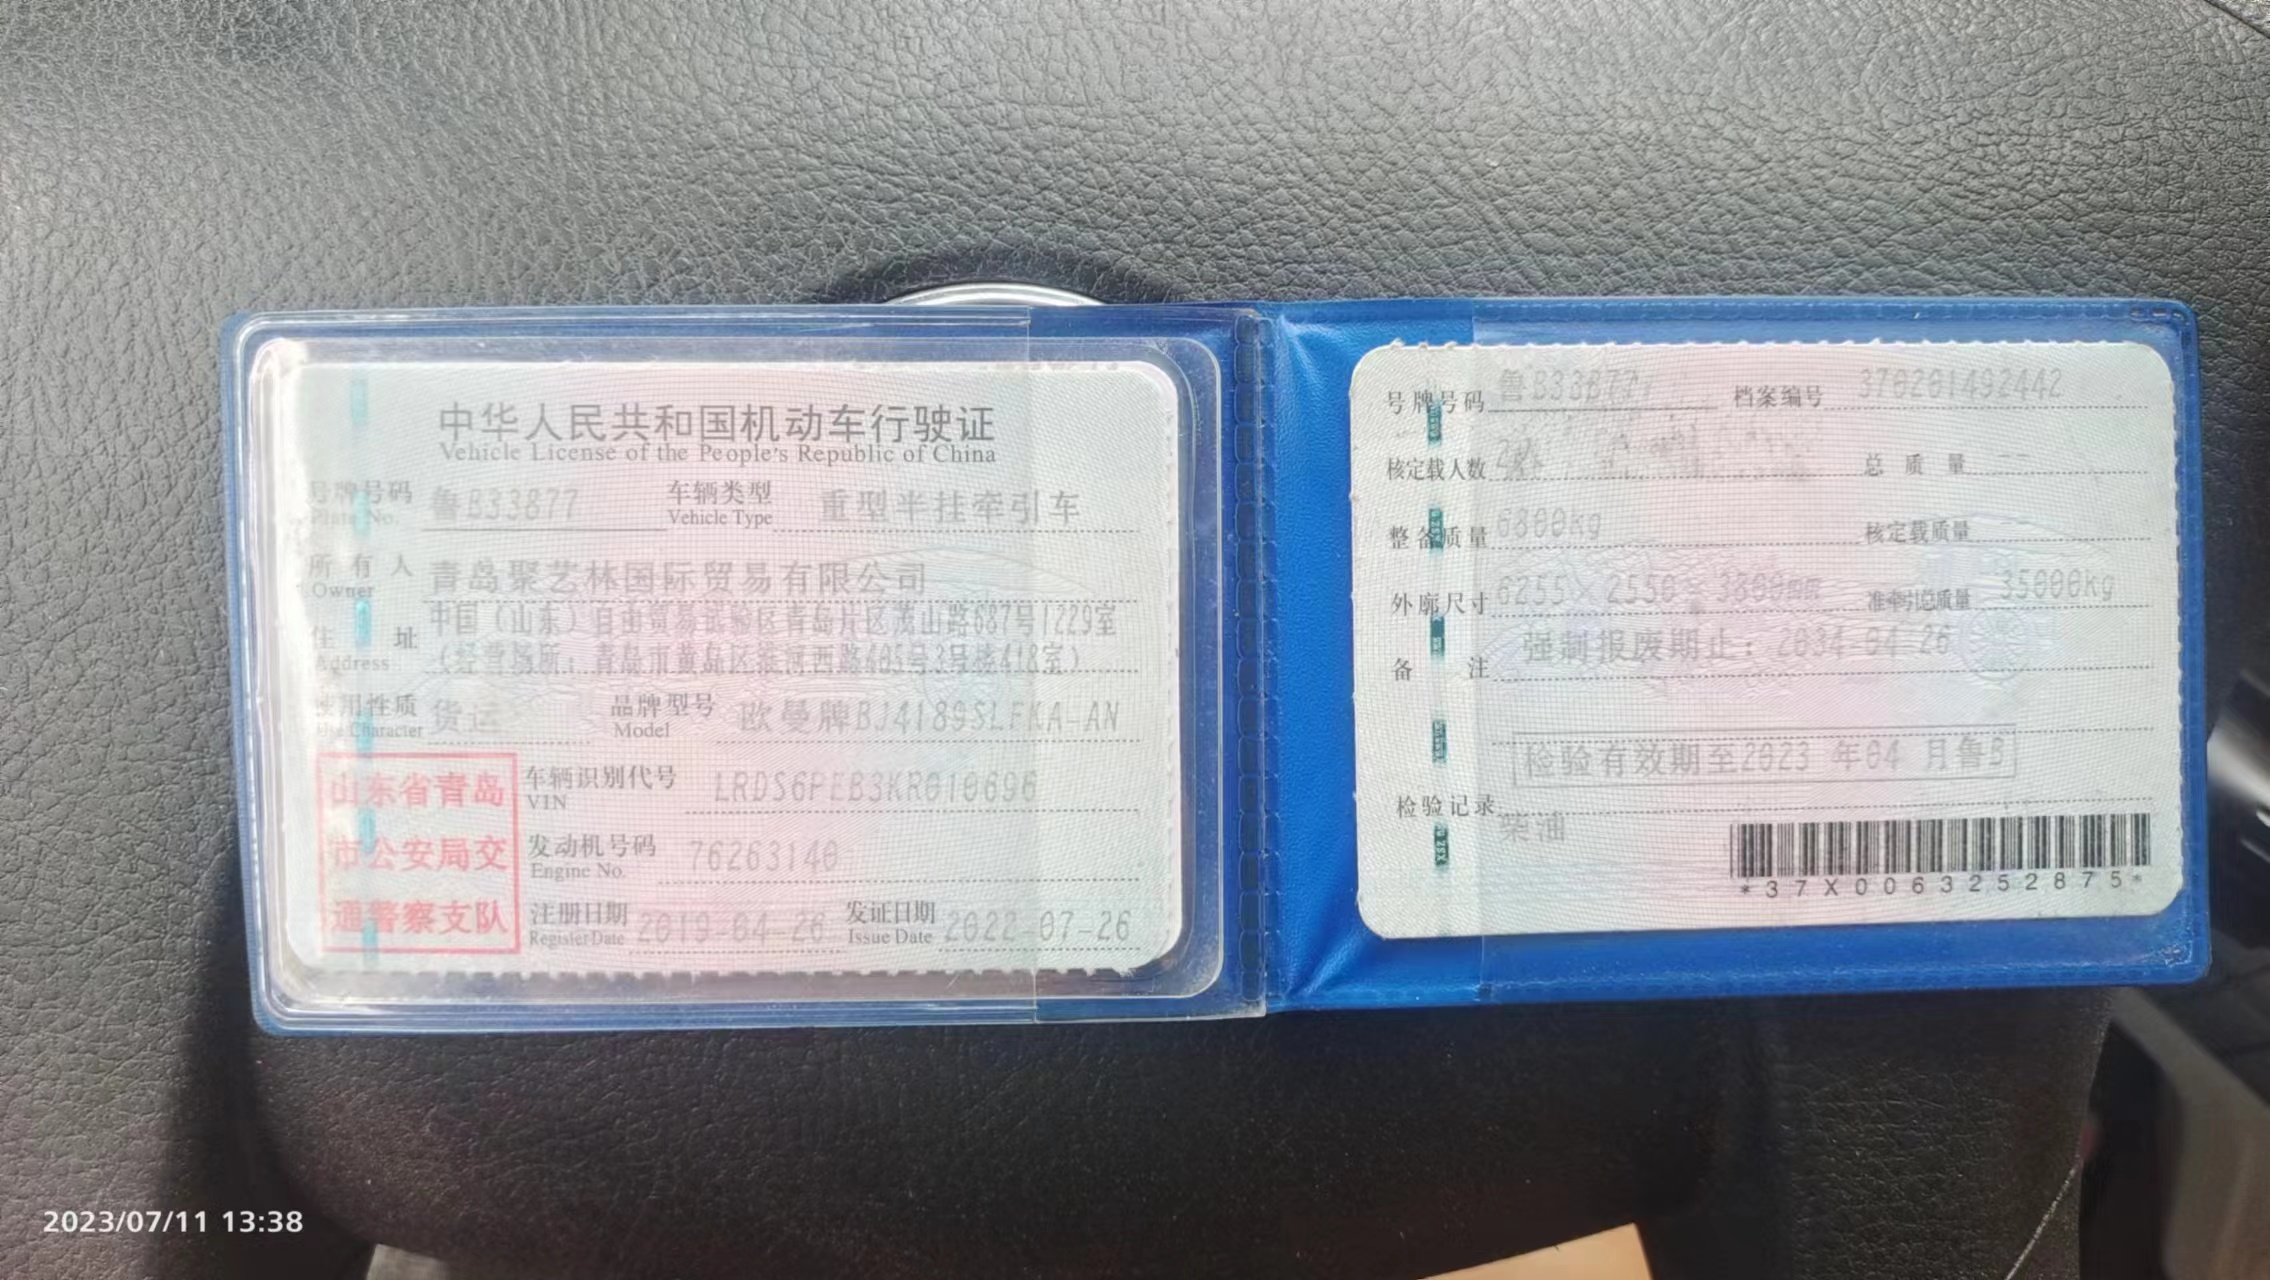 中华人民共和国机动车行驶证
Vehicle License of the People's Republic of China
号牌号码 鲁B33877 车辆类型 重型半挂牵引车
Plate No. Vehicle Type
所有人 青岛聚艺林国际贸易有限公司
Owner
住址 中国（山东）自由贸易试验区青岛片区茂山路687号1229室
Address （经营场所：青岛市黄岛区淮河西路405号3号楼418室）
使用性质 货运 品牌型号 欧曼牌BJ4189SLFKA-AN
Use Character Model
山东省青岛
市公安局交
通警察支队
车辆识别代号 LRDS6PEB3KR010696
VIN
发动机号码 76263140
Engine No.
注册日期 2019-04-26 发证日期 2022-07-26
Register Date Issue Date
号牌号码 档案编号 370201492442
核定载人数 总质量 --
整备质量 6800kg 核定载质量
外廓尺寸 6255 × 2550 × 3800mm 准牵引总质量 35000kg
备注 强制报废期止：2034-04-26
检验有效期至2023 年04 月鲁B
检验记录
柴油
*37X0063252875*
2023/07/11 13:38